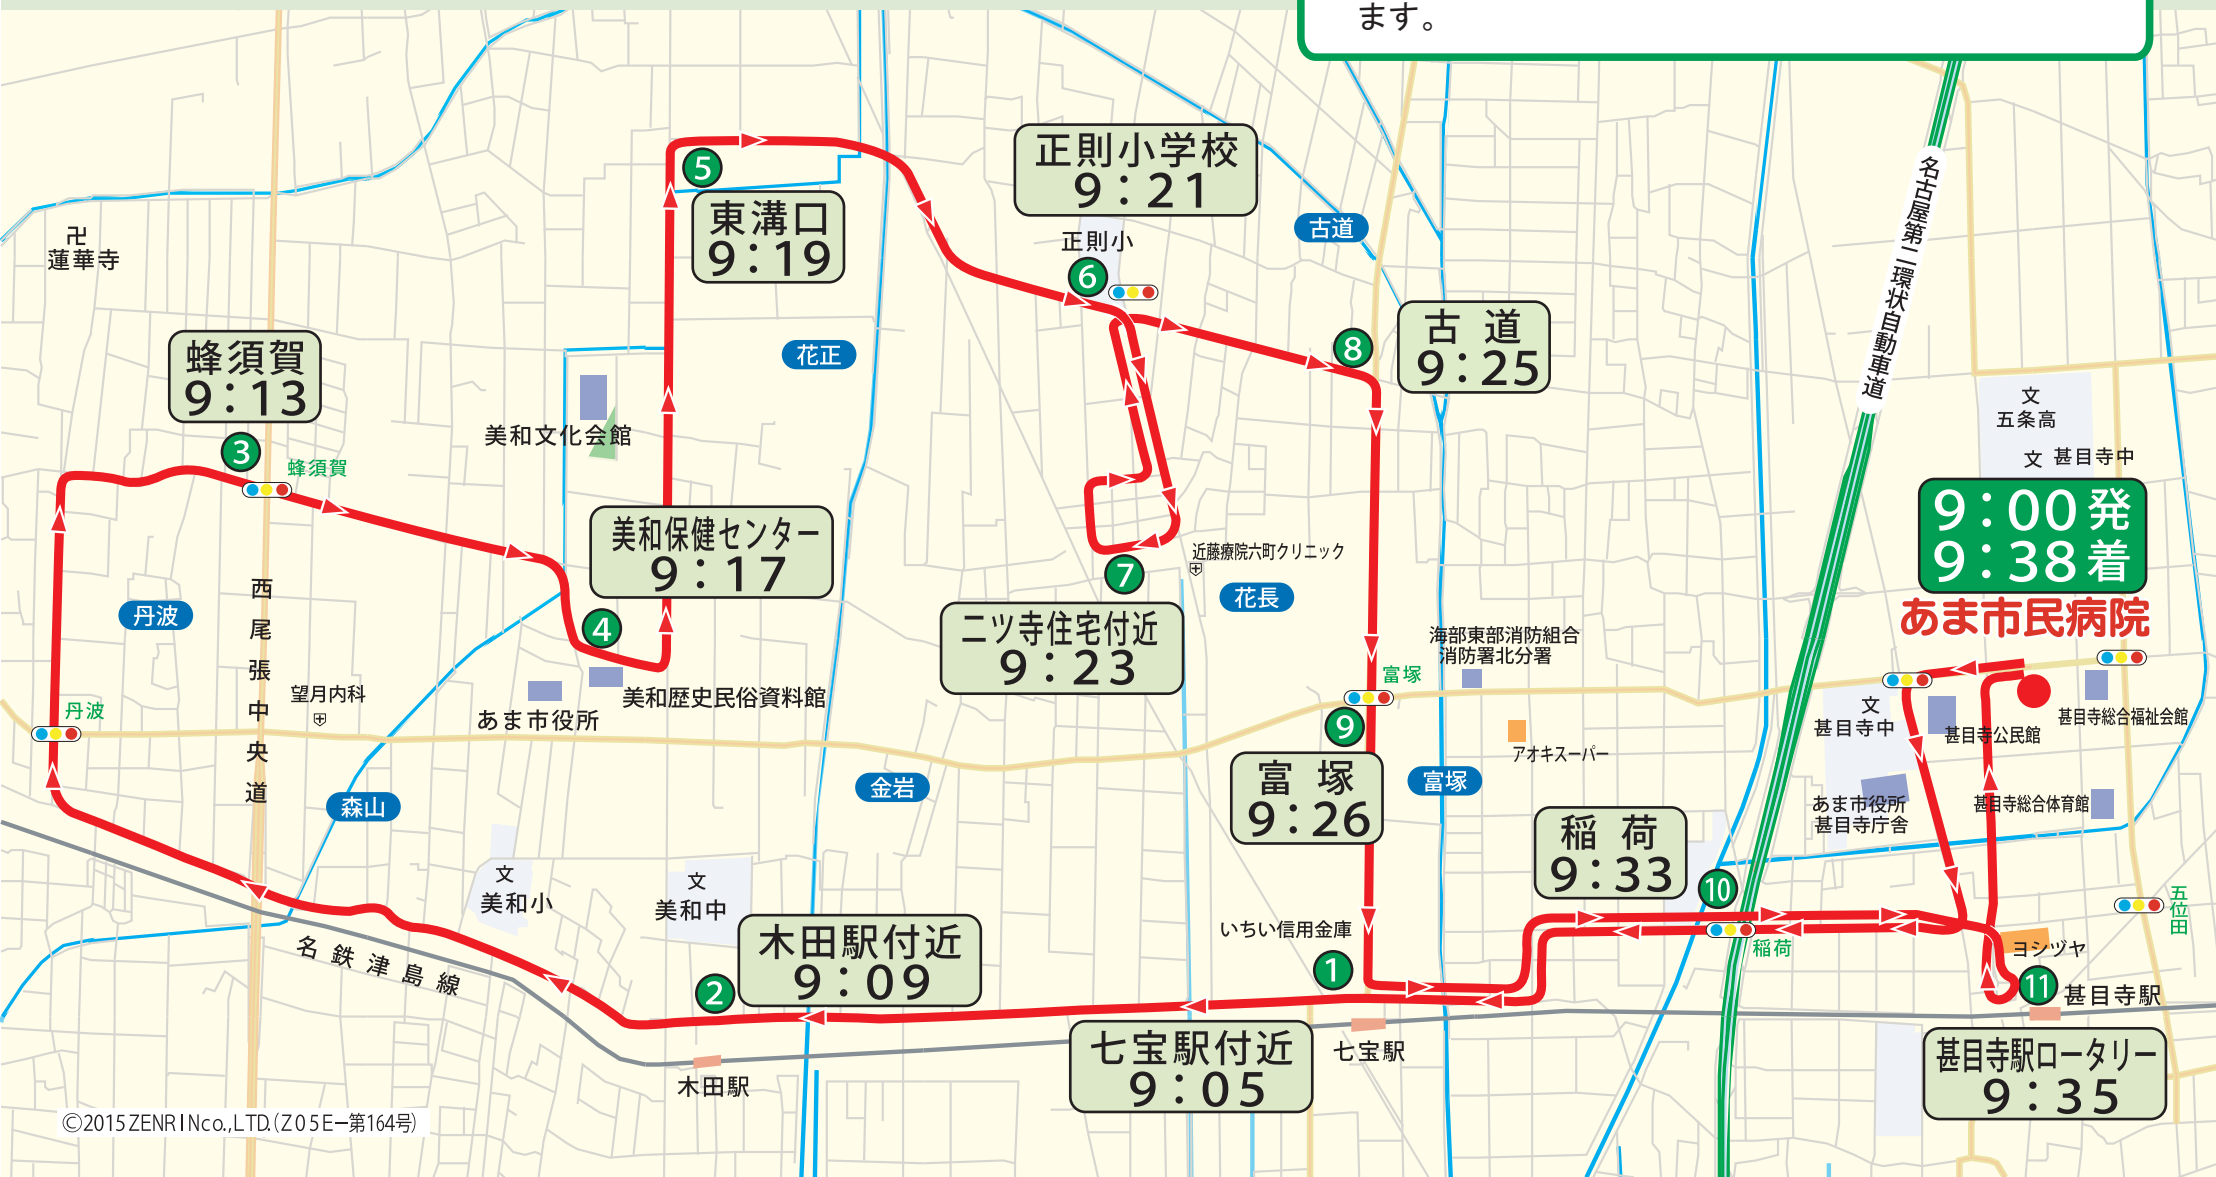 ます。
名古屋第二環状自動車道
正則小学校
9：21
5
東溝口
9：19
正則小
6
古道
卍
蓮華寺
蜂須賀
9：13
3
蜂須賀
花正
8
古 道
9：25
美和文化会館
文
五条高
文 甚目寺中
美和保健センター
9：17
4
7
近藤療院六町クリニック
花長
二ツ寺住宅付近
9：23
9：00発
9：38着
あま市民病院
西尾張中央道
丹波
丹波
望月内科
あま市役所
美和歴史民俗資料館
海部東部消防組合
消防署北分署
富塚
9
富 塚
9：26
アオキスーパー
富塚
文
甚目寺中
甚目寺公民館
甚目寺総合福祉会館
あま市役所
甚目寺庁舎
甚目寺総合体育館
森山
金岩
稲 荷
9：33
10
稲荷
五位田
文
美和小
文
美和中
木田駅付近
9：09
2
いちい信用金庫
1
ヨシヅヤ
11
甚目寺駅
名鉄津島線
木田駅
七宝駅付近
9：05
七宝駅
甚目寺駅ロータリー
9：35
©2015 ZENRIN co.,LTD.(Z05E−第164号)